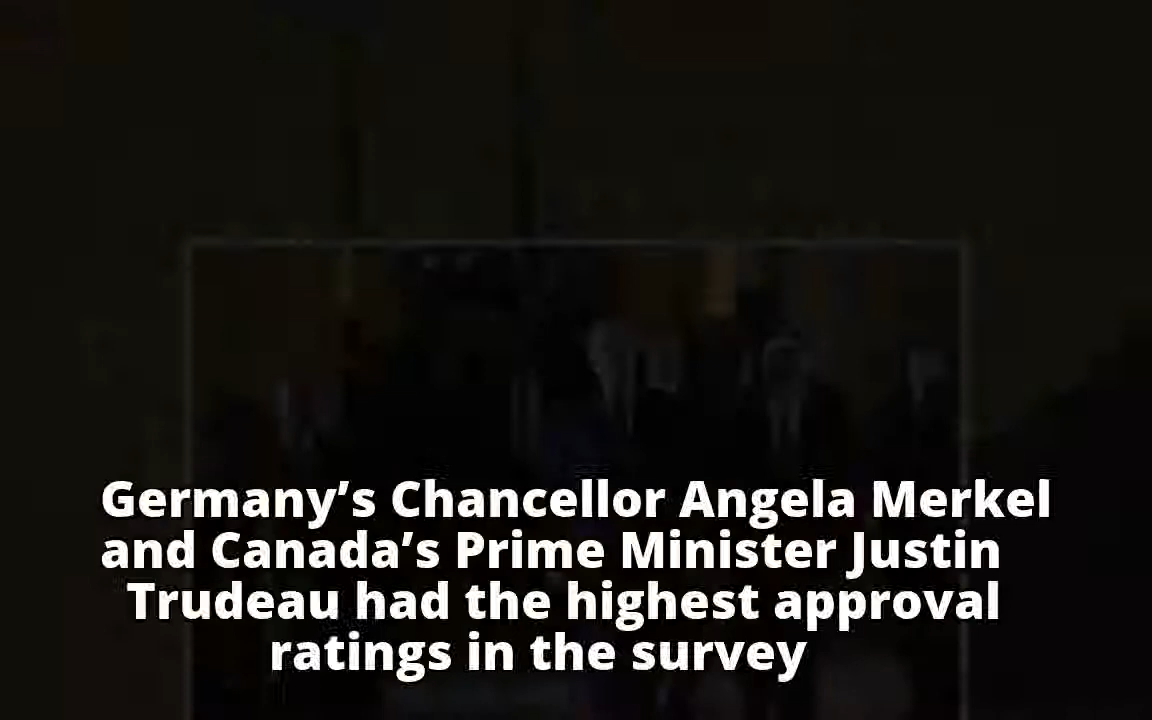 Germany’s Chancellor Angela Merkel
and Canada’s Prime Minister Justin
Trudeau had the highest approval
ratings in the survey